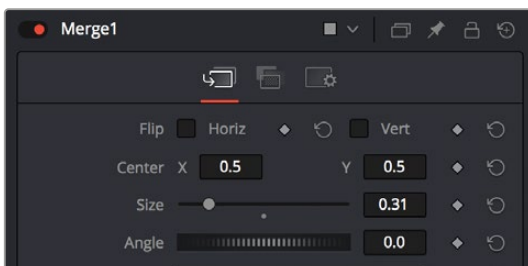 Merge1
Flip Horiz Vert
Center X 0.5 Y 0.5
Size 0.31
Angle 0.0